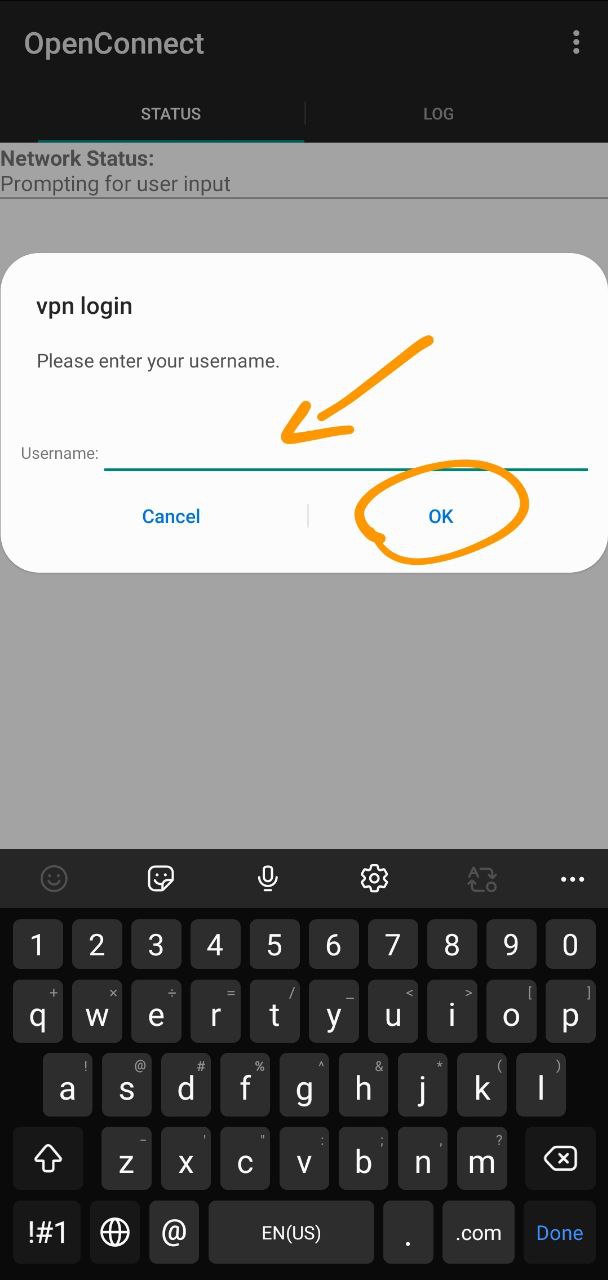 OpenConnect
STATUS
LOG
Network Status:
Prompting for user input
vpn login
Please enter your username.
Username:
Cancel
OK
1 2 3 4 5 6 7 8 9 0
+ × ÷ = / _ < > [ ]
q w e r t y u i o p
! @ # % ^ & * ( )
a s d f g h j k l
- ' " : ; , ?
z x c v b n m
!#1 @ EN(US) . .com Done